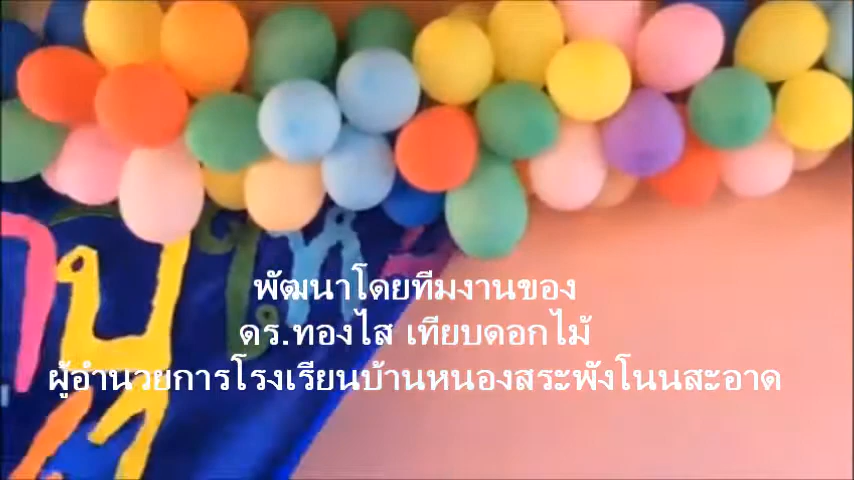 พัฒนาโดยทีมงานของ
ดร.ทองไส เทียบดอกไม้
ผู้อำนวยการโรงเรียนบ้านหนองสระพังโนนสะอาด